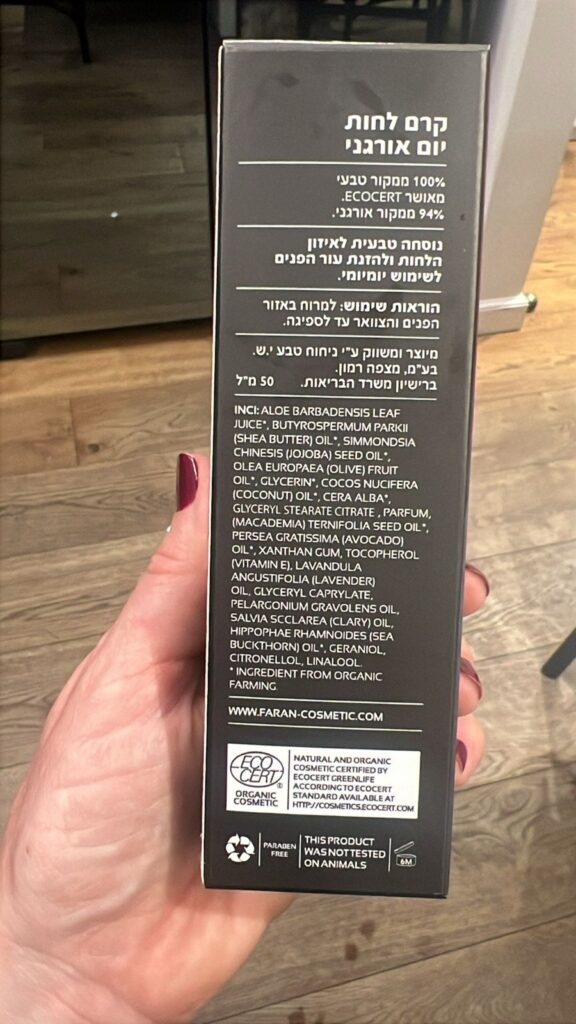 קרם לחות
יום אורגני
100% ממקור טבעי
מאושר ECOCERT.
94% ממקור אורגני.
נוסחה טבעית לאיזון
הלחות ולהזנת עור הפנים
לשימוש יומיומי.
הוראות שימוש: למרוח באזור
הפנים והצוואר עד לספיגה.
מיוצר ומשווק ע"י ניחוח טבע י.ש.
בע"מ, מצפה רמון.
ברישיון משרד הבריאות. 50 מ"ל
INCI: ALOE BARBADENSIS LEAF
JUICE*, BUTYROSPERMUM PARKII
(SHEA BUTTER) OIL*, SIMMONDSIA
CHINESIS (JOJOBA) SEED OIL*,
OLEA EUROPAEA (OLIVE) FRUIT
OIL*, GLYCERIN*, COCOS NUCIFERA
(COCONUT) OIL*, CERA ALBA*,
GLYCERYL STEARATE CITRATE , PARFUM,
(MACADEMIA) TERNIFOLIA SEED OIL*,
PERSEA GRATISSIMA (AVOCADO)
OIL*, XANTHAN GUM, TOCOPHEROL
(VITAMIN E), LAVANDULA
ANGUSTIFOLIA (LAVENDER)
OIL, GLYCERYL CAPRYLATE,
PELARGONIUM GRAVOLENS OIL,
SALVIA SCCLAREA (CLARY) OIL,
HIPPOPHAE RHAMNOIDES (SEA
BUCKTHORN) OIL*, GERANIOL,
CITRONELLOL, LINALOOL.
* INGREDIENT FROM ORGANIC
FARMING.
WWW.FARAN-COSMETIC.COM
ECO
CERT
®
ORGANIC
COSMETIC
NATURAL AND ORGANIC
COSMETIC CERTIFIED BY
ECOCERT GREENLIFE
ACCORDING TO ECOCERT
STANDARD AVAILABLE AT
HTTP://COSMETICS.ECOCERT.COM
PARABEN
FREE
THIS PRODUCT
WAS NOT TESTED
ON ANIMALS
6M